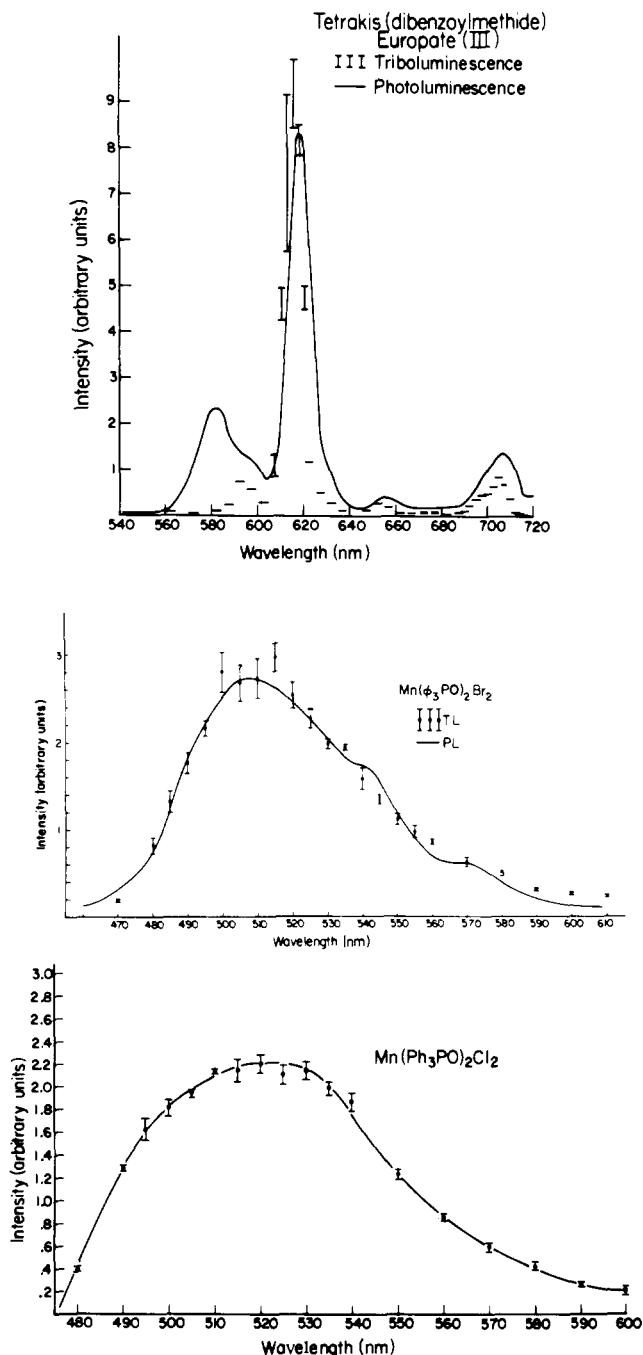 Tetrakis (dibenzoylmethide)
Europate (III)
III Triboluminescence
— Photoluminescence
Intensity (arbitrary units)
9
8
7
6
5
4
3
2
1
540 560 580 600 620 640 660 680 700 720
Wavelength (nm)
Mn(ϕ₃PO)₂Br₂
TL
PL
Intensity (arbitrary units)
3
2
1
470 480 490 500 510 520 530 540 550 560 570 580 590 600 610
Wavelength (nm)
Mn(Ph₃PO)₂Cl₂
Intensity (arbitrary units)
3.0
2.8
2.6
2.4
2.2
2.0
1.8
1.6
1.4
1.2
1.0
.8
.6
.4
.2
480 490 500 510 520 530 540 550 560 570 580 590 600
Wavelength (nm)